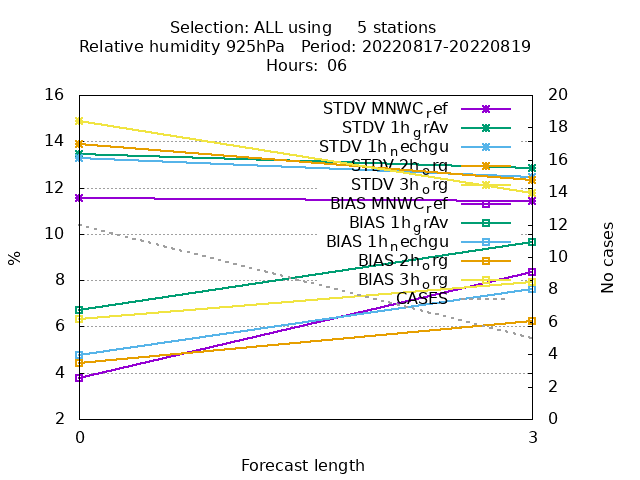 Selection: ALL using 5 stations
Relative humidity 925hPa Period: 20220817-20220819
Hours: 06
16
14
12
10
8
6
4
2
20
18
16
14
12
10
8
6
4
2
0
STDV MNWC_ref
STDV 1h_grAv
STDV 1h_nechgu
STDV 2h_org
STDV 3h_org
BIAS MNWC_ref
BIAS 1h_grAv
BIAS 1h_nechgu
BIAS 2h_org
BIAS 3h_org
CASES
%
No cases
0 3
Forecast length